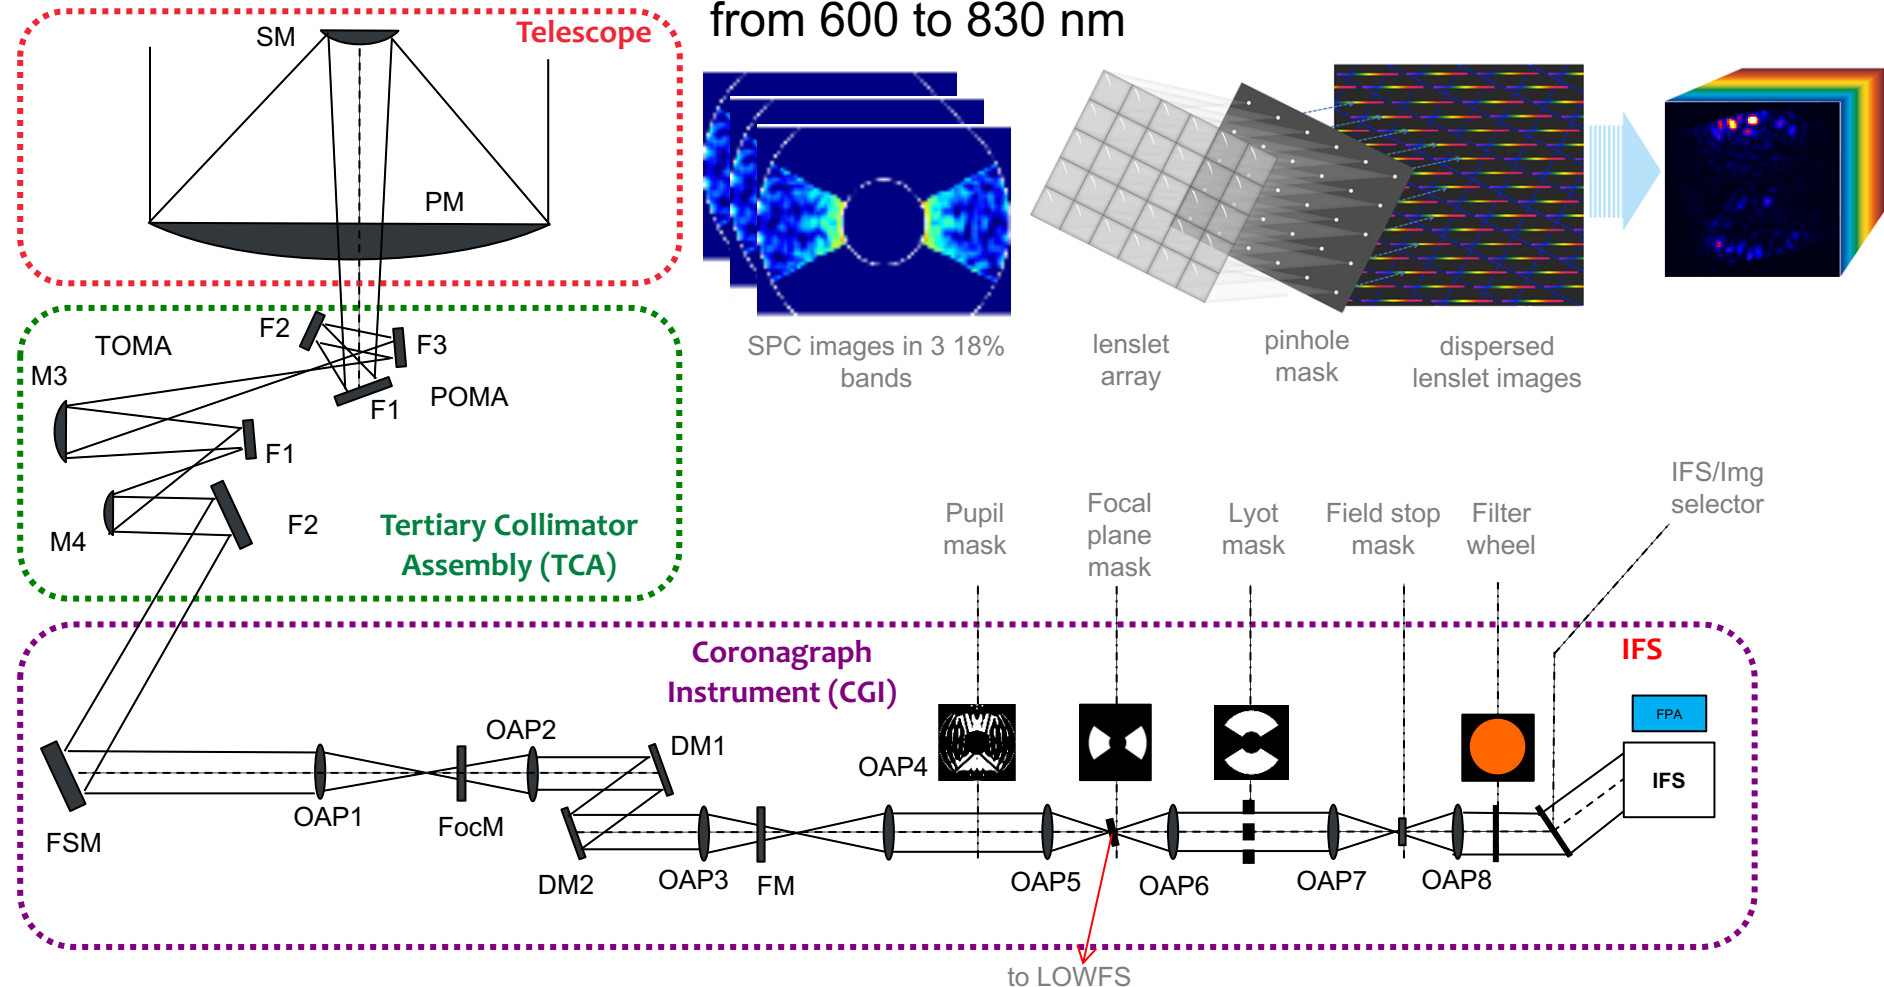 from 600 to 830 nm
Telescope
SM
PM
SPC images in 3 18%
bands
lenslet
array
pinhole
mask
dispersed
lenslet images
TOMA
F2
F3
M3
F1
POMA
F1
M4
F2
Tertiary Collimator
Assembly (TCA)
Pupil
mask
Focal
plane
mask
Lyot
mask
Field stop
mask
Filter
wheel
IFS/Img
selector
Coronagraph
Instrument (CGI)
IFS
FPA
IFS
FSM
OAP1
FocM
OAP2
DM1
DM2
OAP3
FM
OAP4
OAP5
OAP6
OAP7
OAP8
to LOWFS